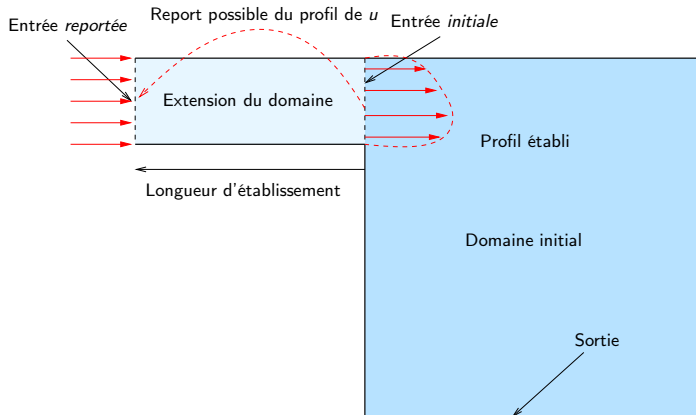 Report possible du profil de u
Entrée reportée
Entrée initiale
Extension du domaine
Profil établi
Longueur d'établissement
Domaine initial
Sortie